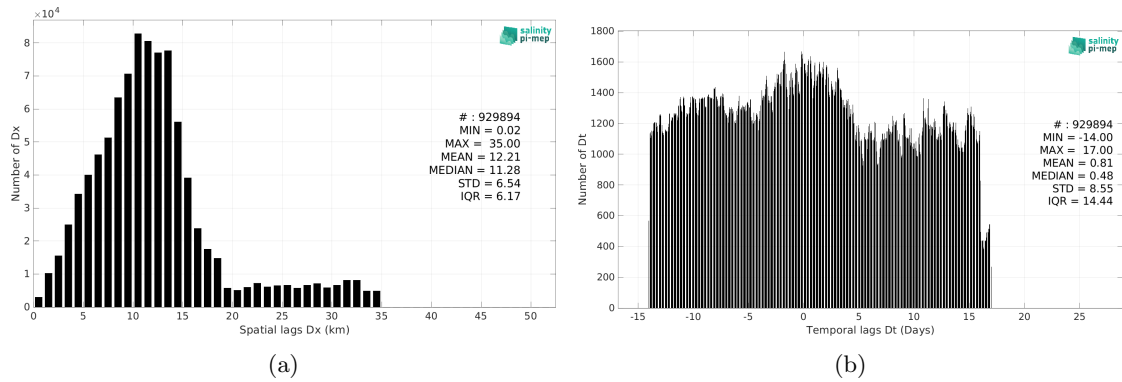 ×10⁴
9
8
7
6
5
4
3
2
1
0
Number of Dx
0 5 10 15 20 25 30 35 40 45 50
Spatial lags Dx (km)
salinity
pi-mep
# : 929894
MIN = 0.02
MAX = 35.00
MEAN = 12.21
MEDIAN = 11.28
STD = 6.54
IQR = 6.17
(a)
1800
1600
1400
1200
1000
800
600
400
200
0
Number of Dt
-15 -10 -5 0 5 10 15 20 25
Temporal lags Dt (Days)
salinity
pi-mep
# : 929894
MIN = -14.00
MAX = 17.00
MEAN = 0.81
MEDIAN = 0.48
STD = 8.55
IQR = 14.44
(b)